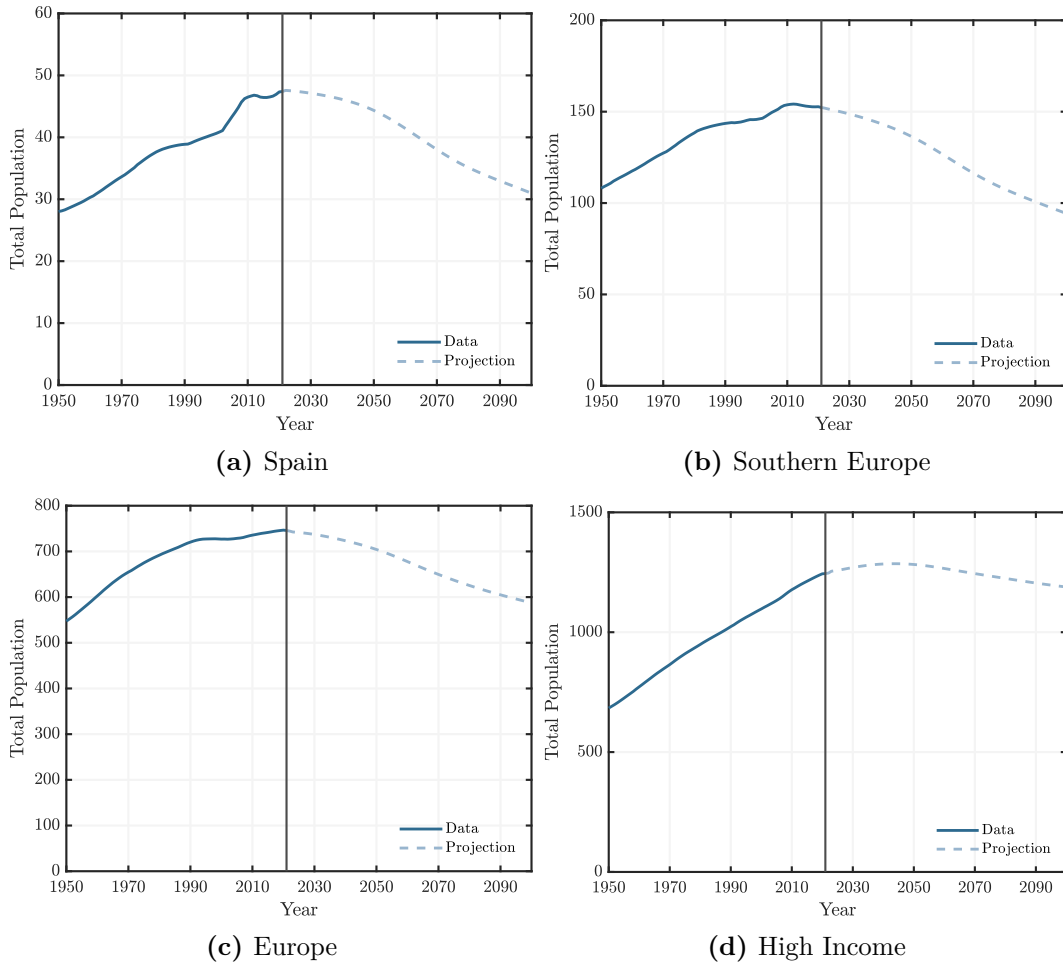 60
50
40
30
20
10
0
Total Population
Data
Projection
1950 1970 1990 2010 2030 2050 2070 2090
Year
(a) Spain
200
150
100
50
0
Total Population
Data
Projection
1950 1970 1990 2010 2030 2050 2070 2090
Year
(b) Southern Europe
800
700
600
500
400
300
200
100
0
Total Population
Data
Projection
1950 1970 1990 2010 2030 2050 2070 2090
Year
(c) Europe
1500
1000
500
0
Total Population
Data
Projection
1950 1970 1990 2010 2030 2050 2070 2090
Year
(d) High Income